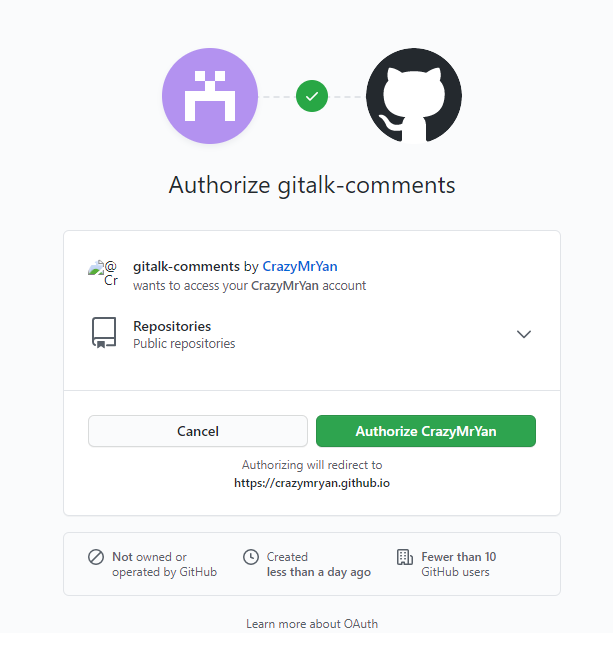 Authorize gitalk-comments
@
Cr
gitalk-comments by CrazyMrYan
wants to access your CrazyMrYan account
Repositories
Public repositories
Cancel
Authorize CrazyMrYan
Authorizing will redirect to
https://crazymryan.github.io
Not owned or
operated by GitHub
Created
less than a day ago
Fewer than 10
GitHub users
Learn more about OAuth